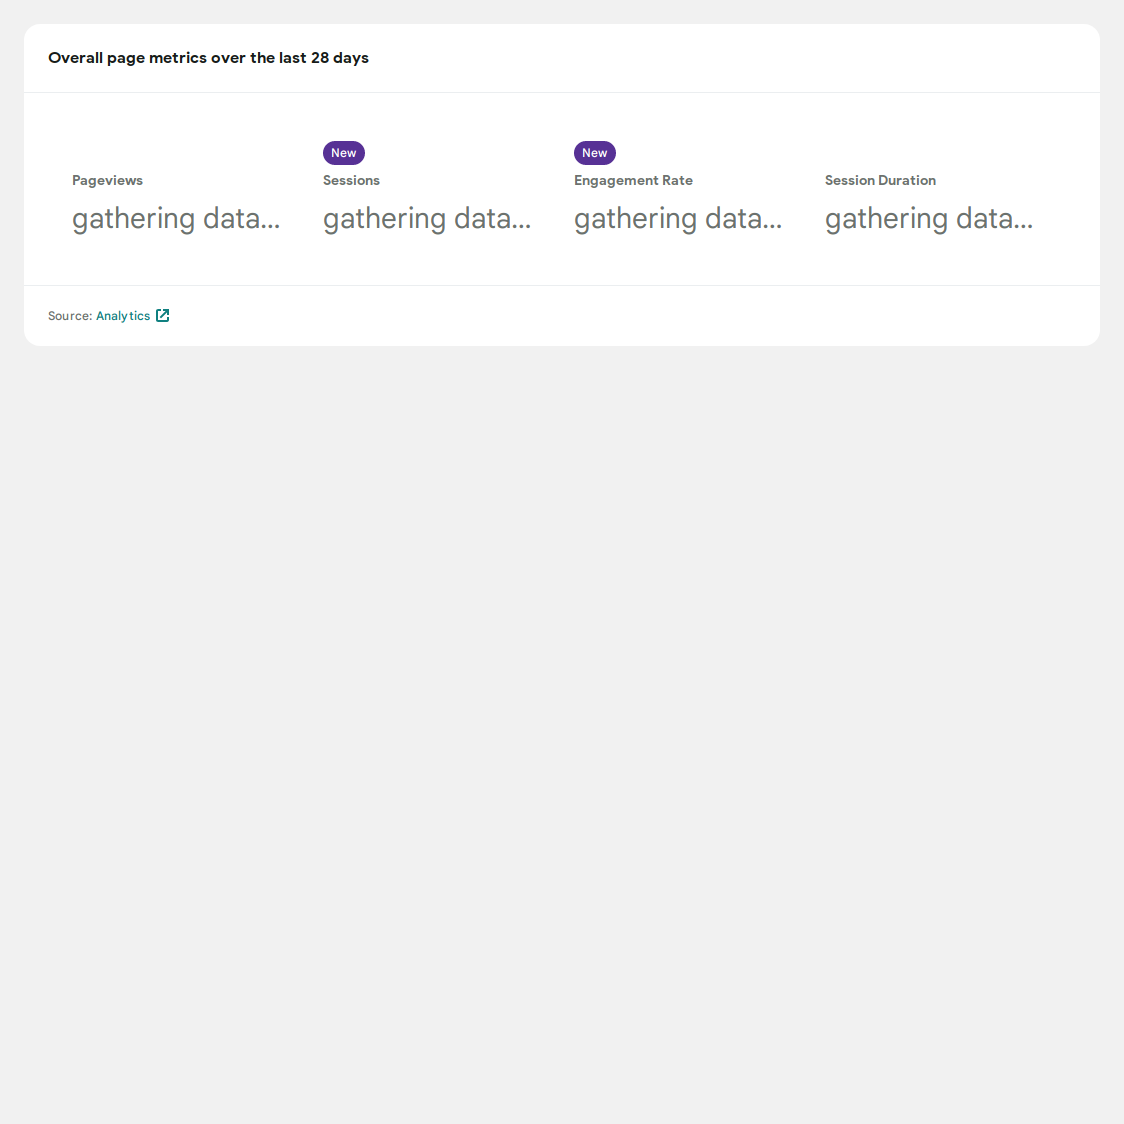 Overall page metrics over the last 28 days
New
New
Pageviews
Sessions
Engagement Rate
Session Duration
gathering data...
gathering data...
gathering data...
gathering data...
Source: Analytics